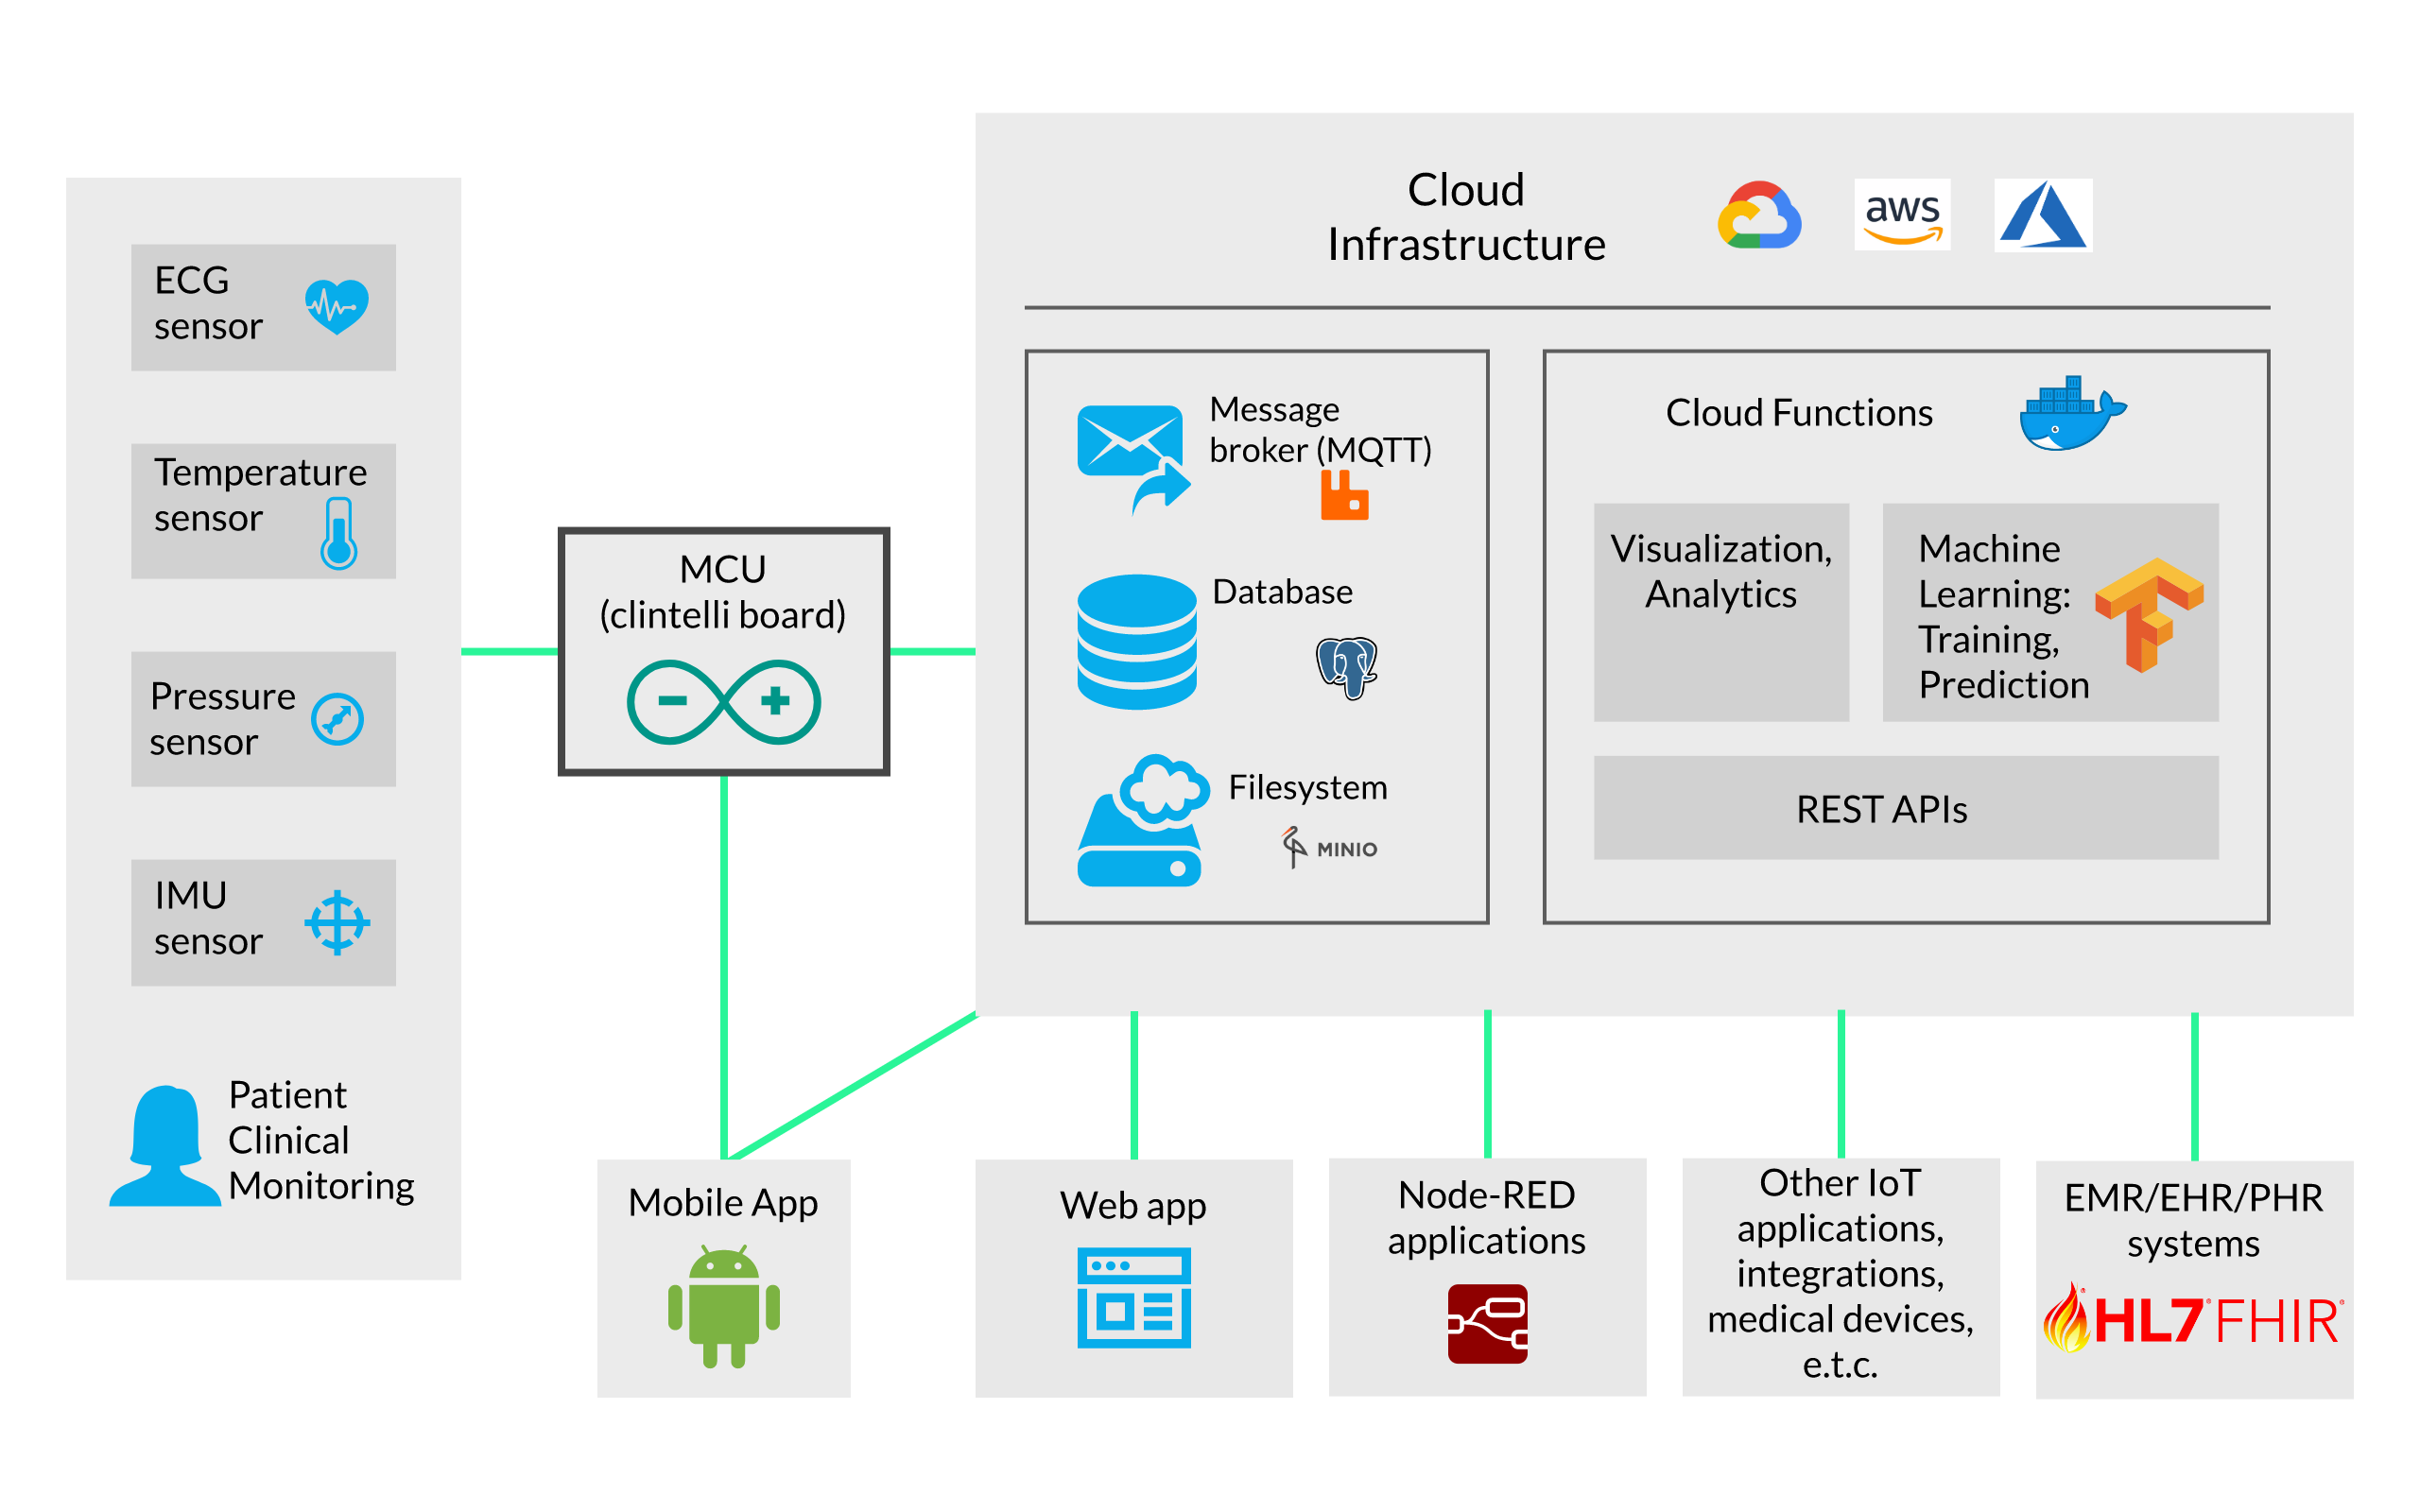 ECG
sensor
Temperature
sensor
Pressure
sensor
IMU
sensor
Patient
Clinical
Monitoring
MCU
(clintelli board)
Cloud
Infrastructure
aws
Message
broker (MQTT)
Database
Filesystem
MINIO
Cloud Functions
Visualization,
Analytics
Machine
Learning:
Training,
Prediction
REST APIs
Mobile App
Web app
Node-RED
applications
Other IoT
applications,
integrations,
medical devices,
e.t.c.
EMR/EHR/PHR
systems
HL7® FHIR®